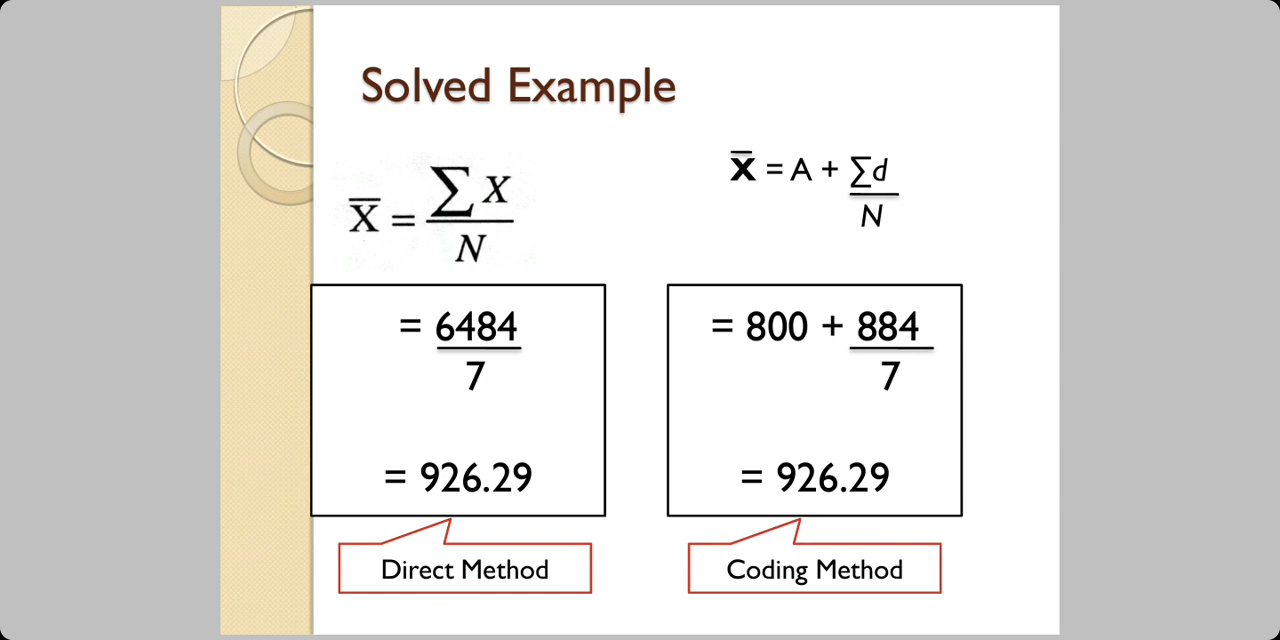 Solved Example
X̅ = ∑ X
N
= 6484
7
= 926.29
Direct Method
X̅ = A + ∑d
N
= 800 + 884
7
= 926.29
Coding Method